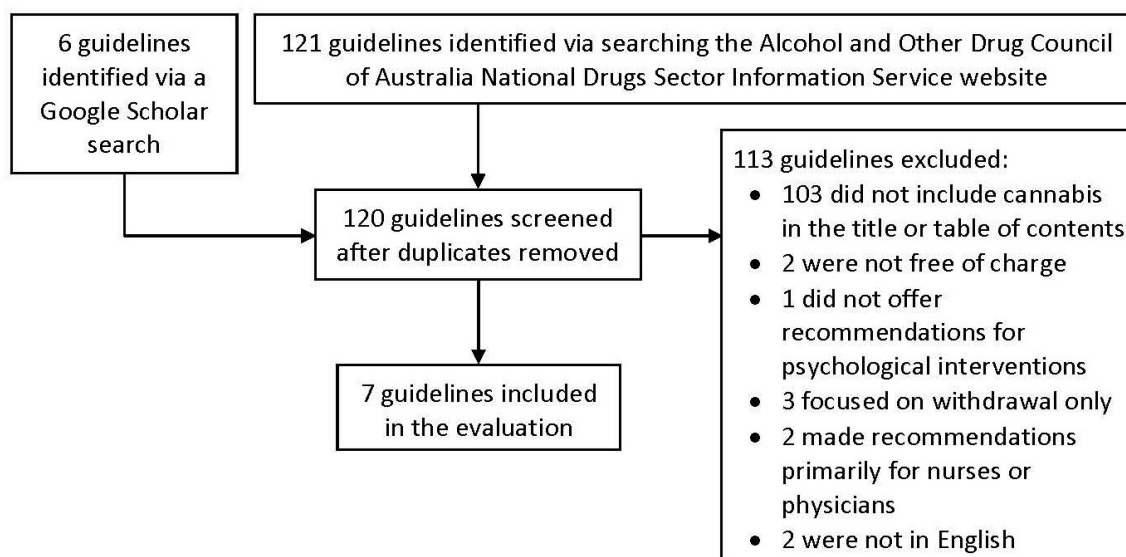 6 guidelines
identified via a
Google Scholar
search
121 guidelines identified via searching the Alcohol and Other Drug Council
of Australia National Drugs Sector Information Service website
120 guidelines screened
after duplicates removed
113 guidelines excluded:
• 103 did not include cannabis
in the title or table of contents
• 2 were not free of charge
• 1 did not offer
recommendations for
psychological interventions
• 3 focused on withdrawal only
• 2 made recommendations
primarily for nurses or
physicians
• 2 were not in English
7 guidelines included
in the evaluation